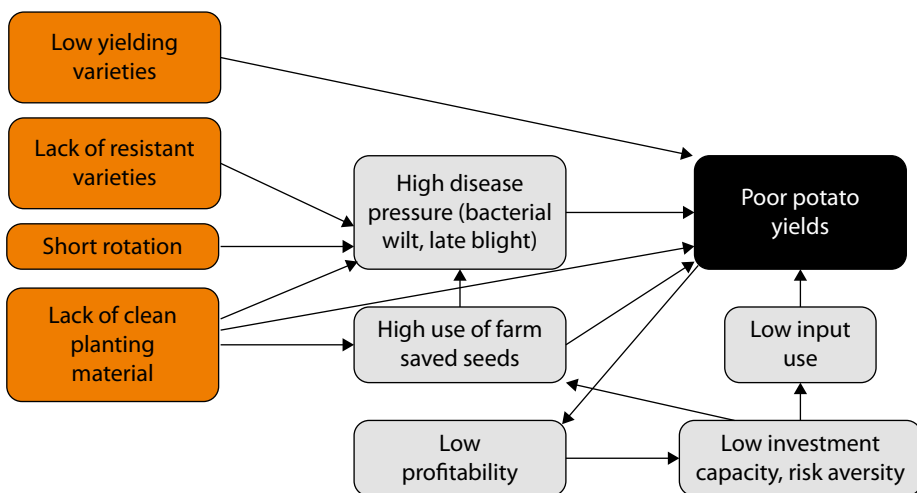 Low yielding
varieties
Lack of resistant
varieties
Short rotation
Lack of clean
planting
material
High disease
pressure (bacterial
wilt, late blight)
High use of farm
saved seeds
Low
profitability
Poor potato
yields
Low input
use
Low investment
capacity, risk aversity